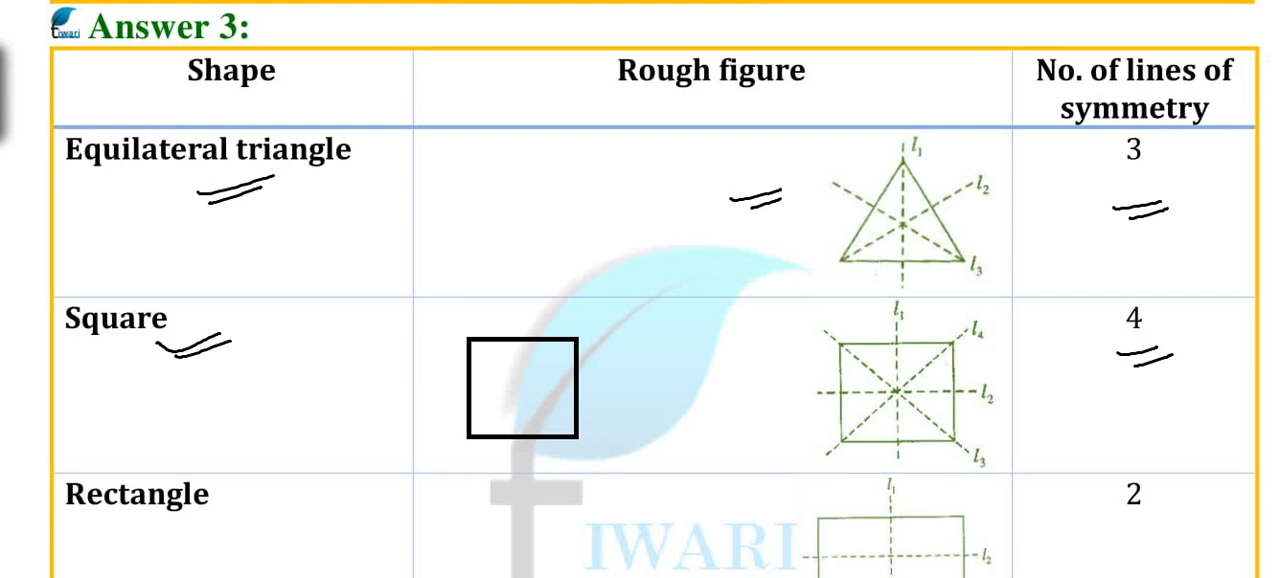 tiwari Answer 3:
Shape Rough figure No. of lines of
symmetry
Equilateral triangle 3
l₁
l₂
l₃
Square 4
l₁
l₄
l₂
l₃
Rectangle 2
l₁
l₂
IWARI